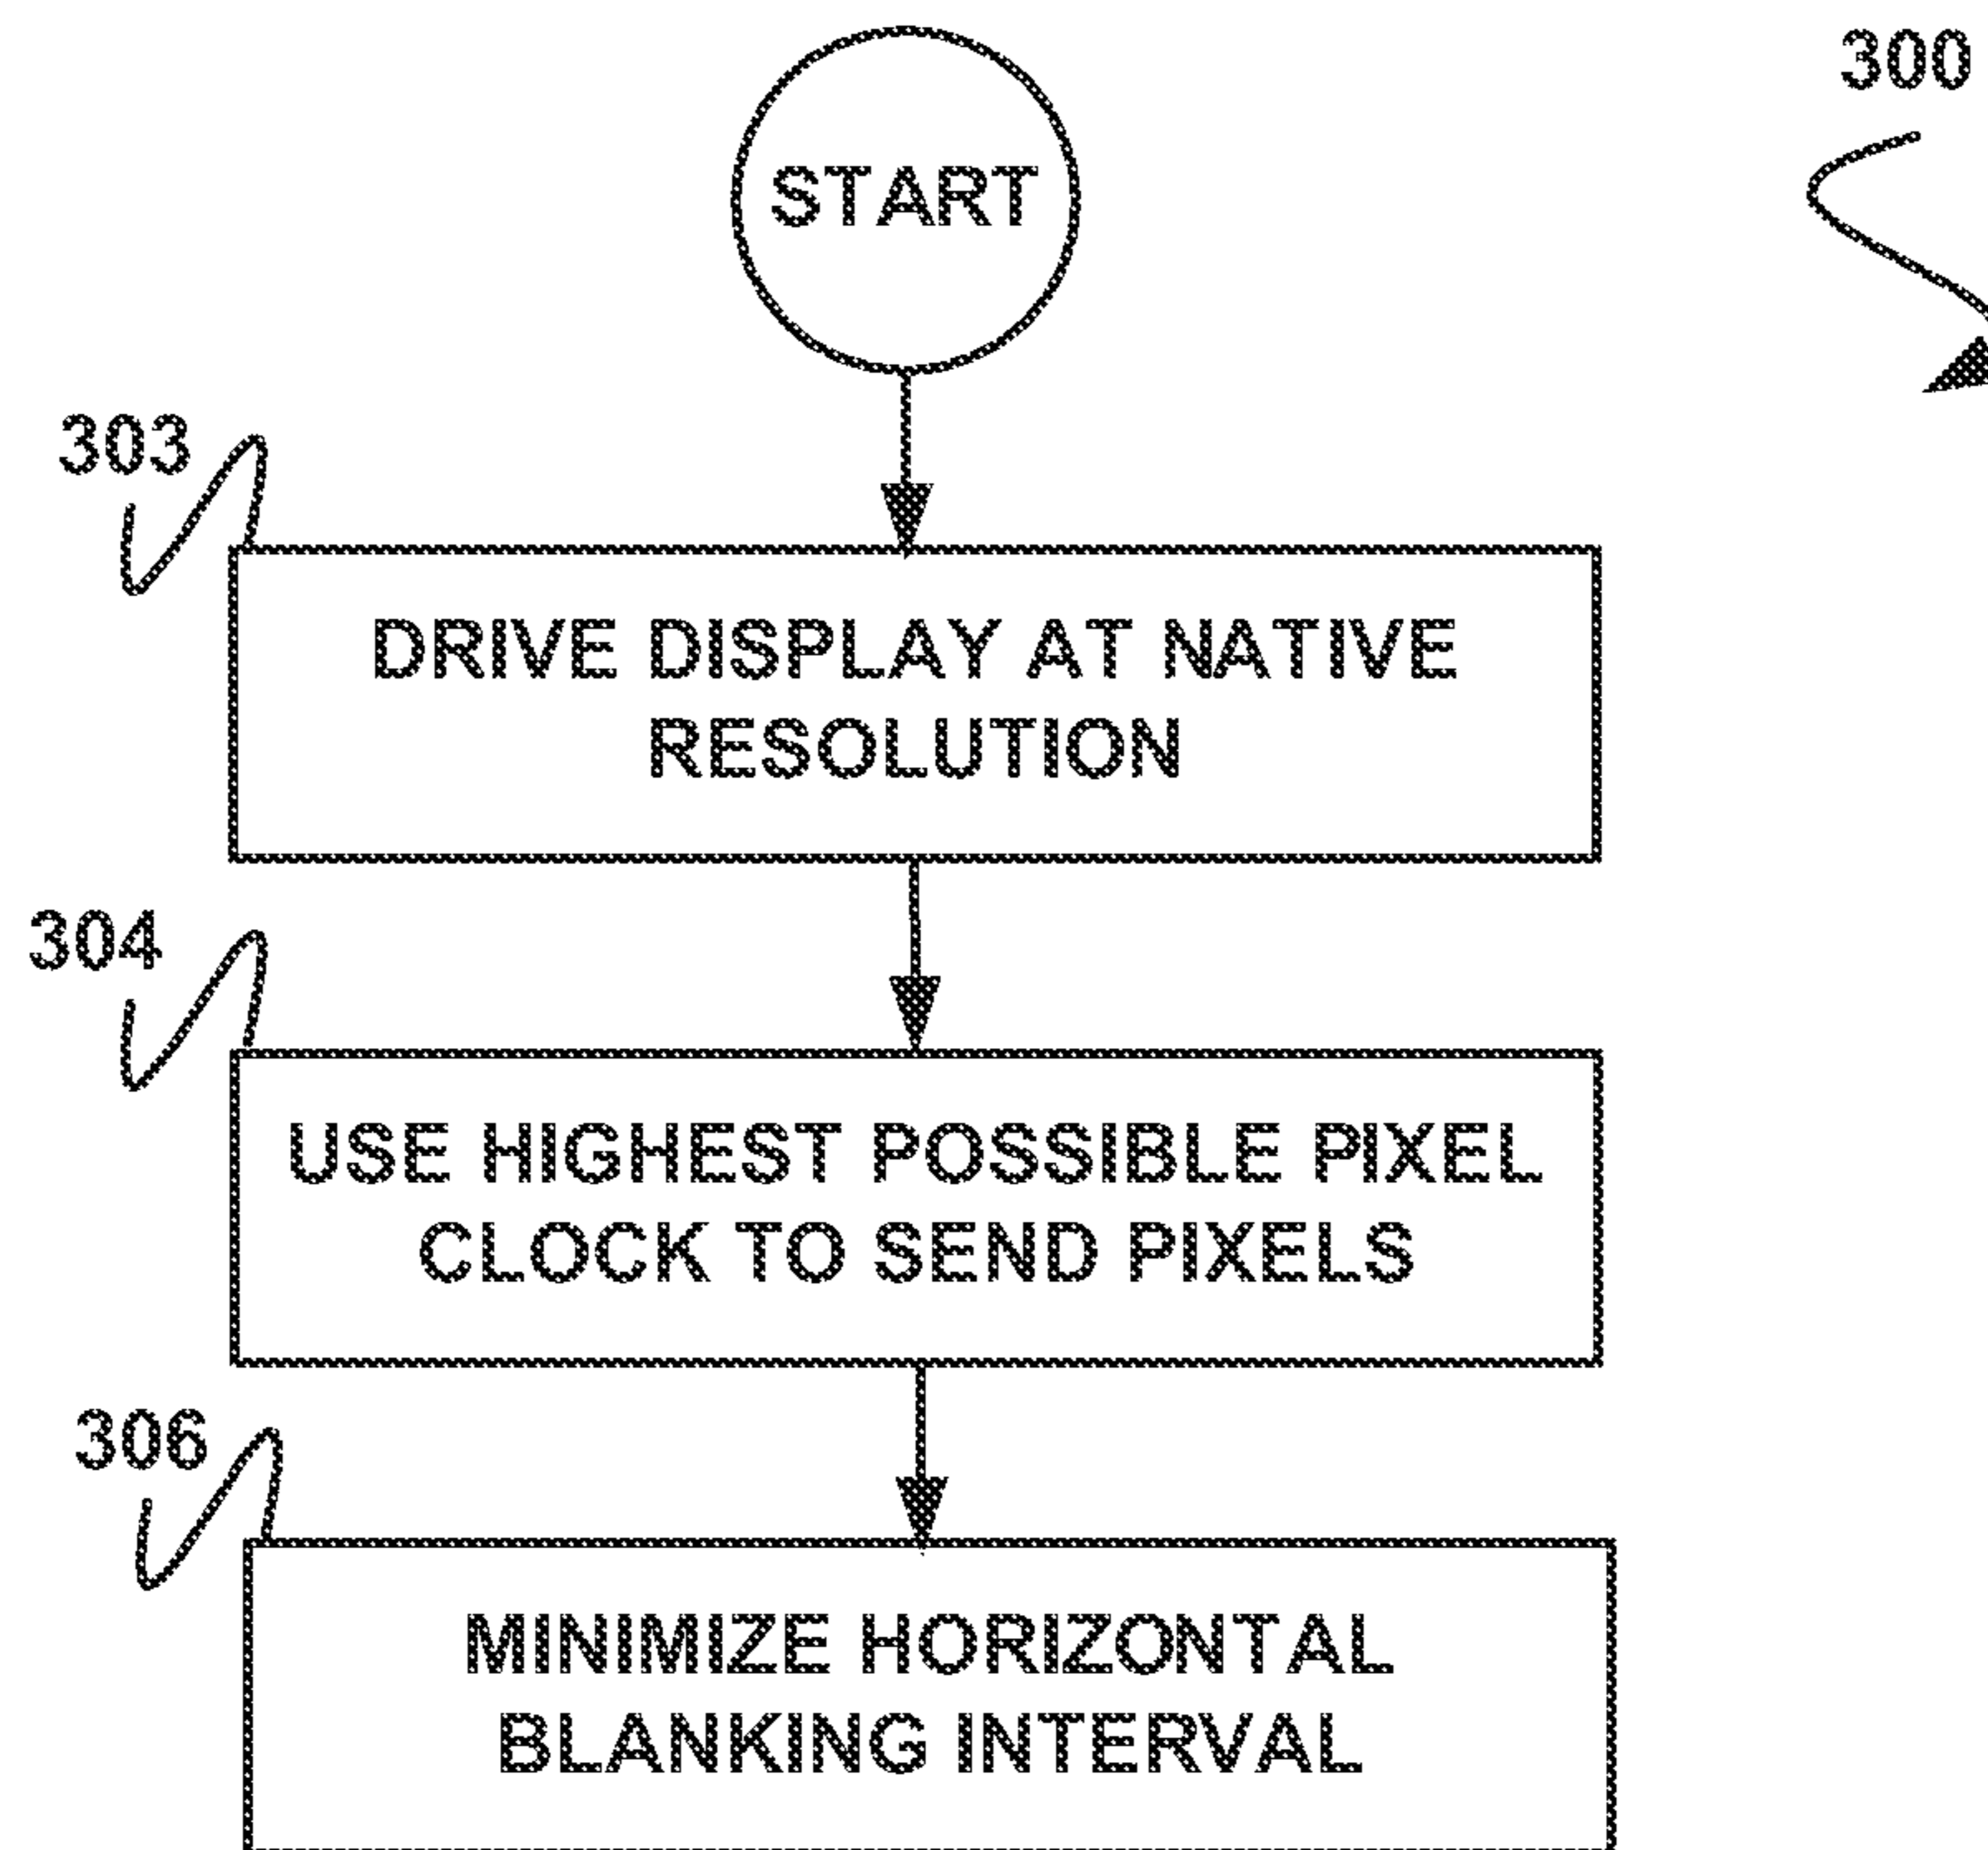 300
START
303
DRIVE DISPLAY AT NATIVE
RESOLUTION
304
USE HIGHEST POSSIBLE PIXEL
CLOCK TO SEND PIXELS
306
MINIMIZE HORIZONTAL
BLANKING INTERVAL